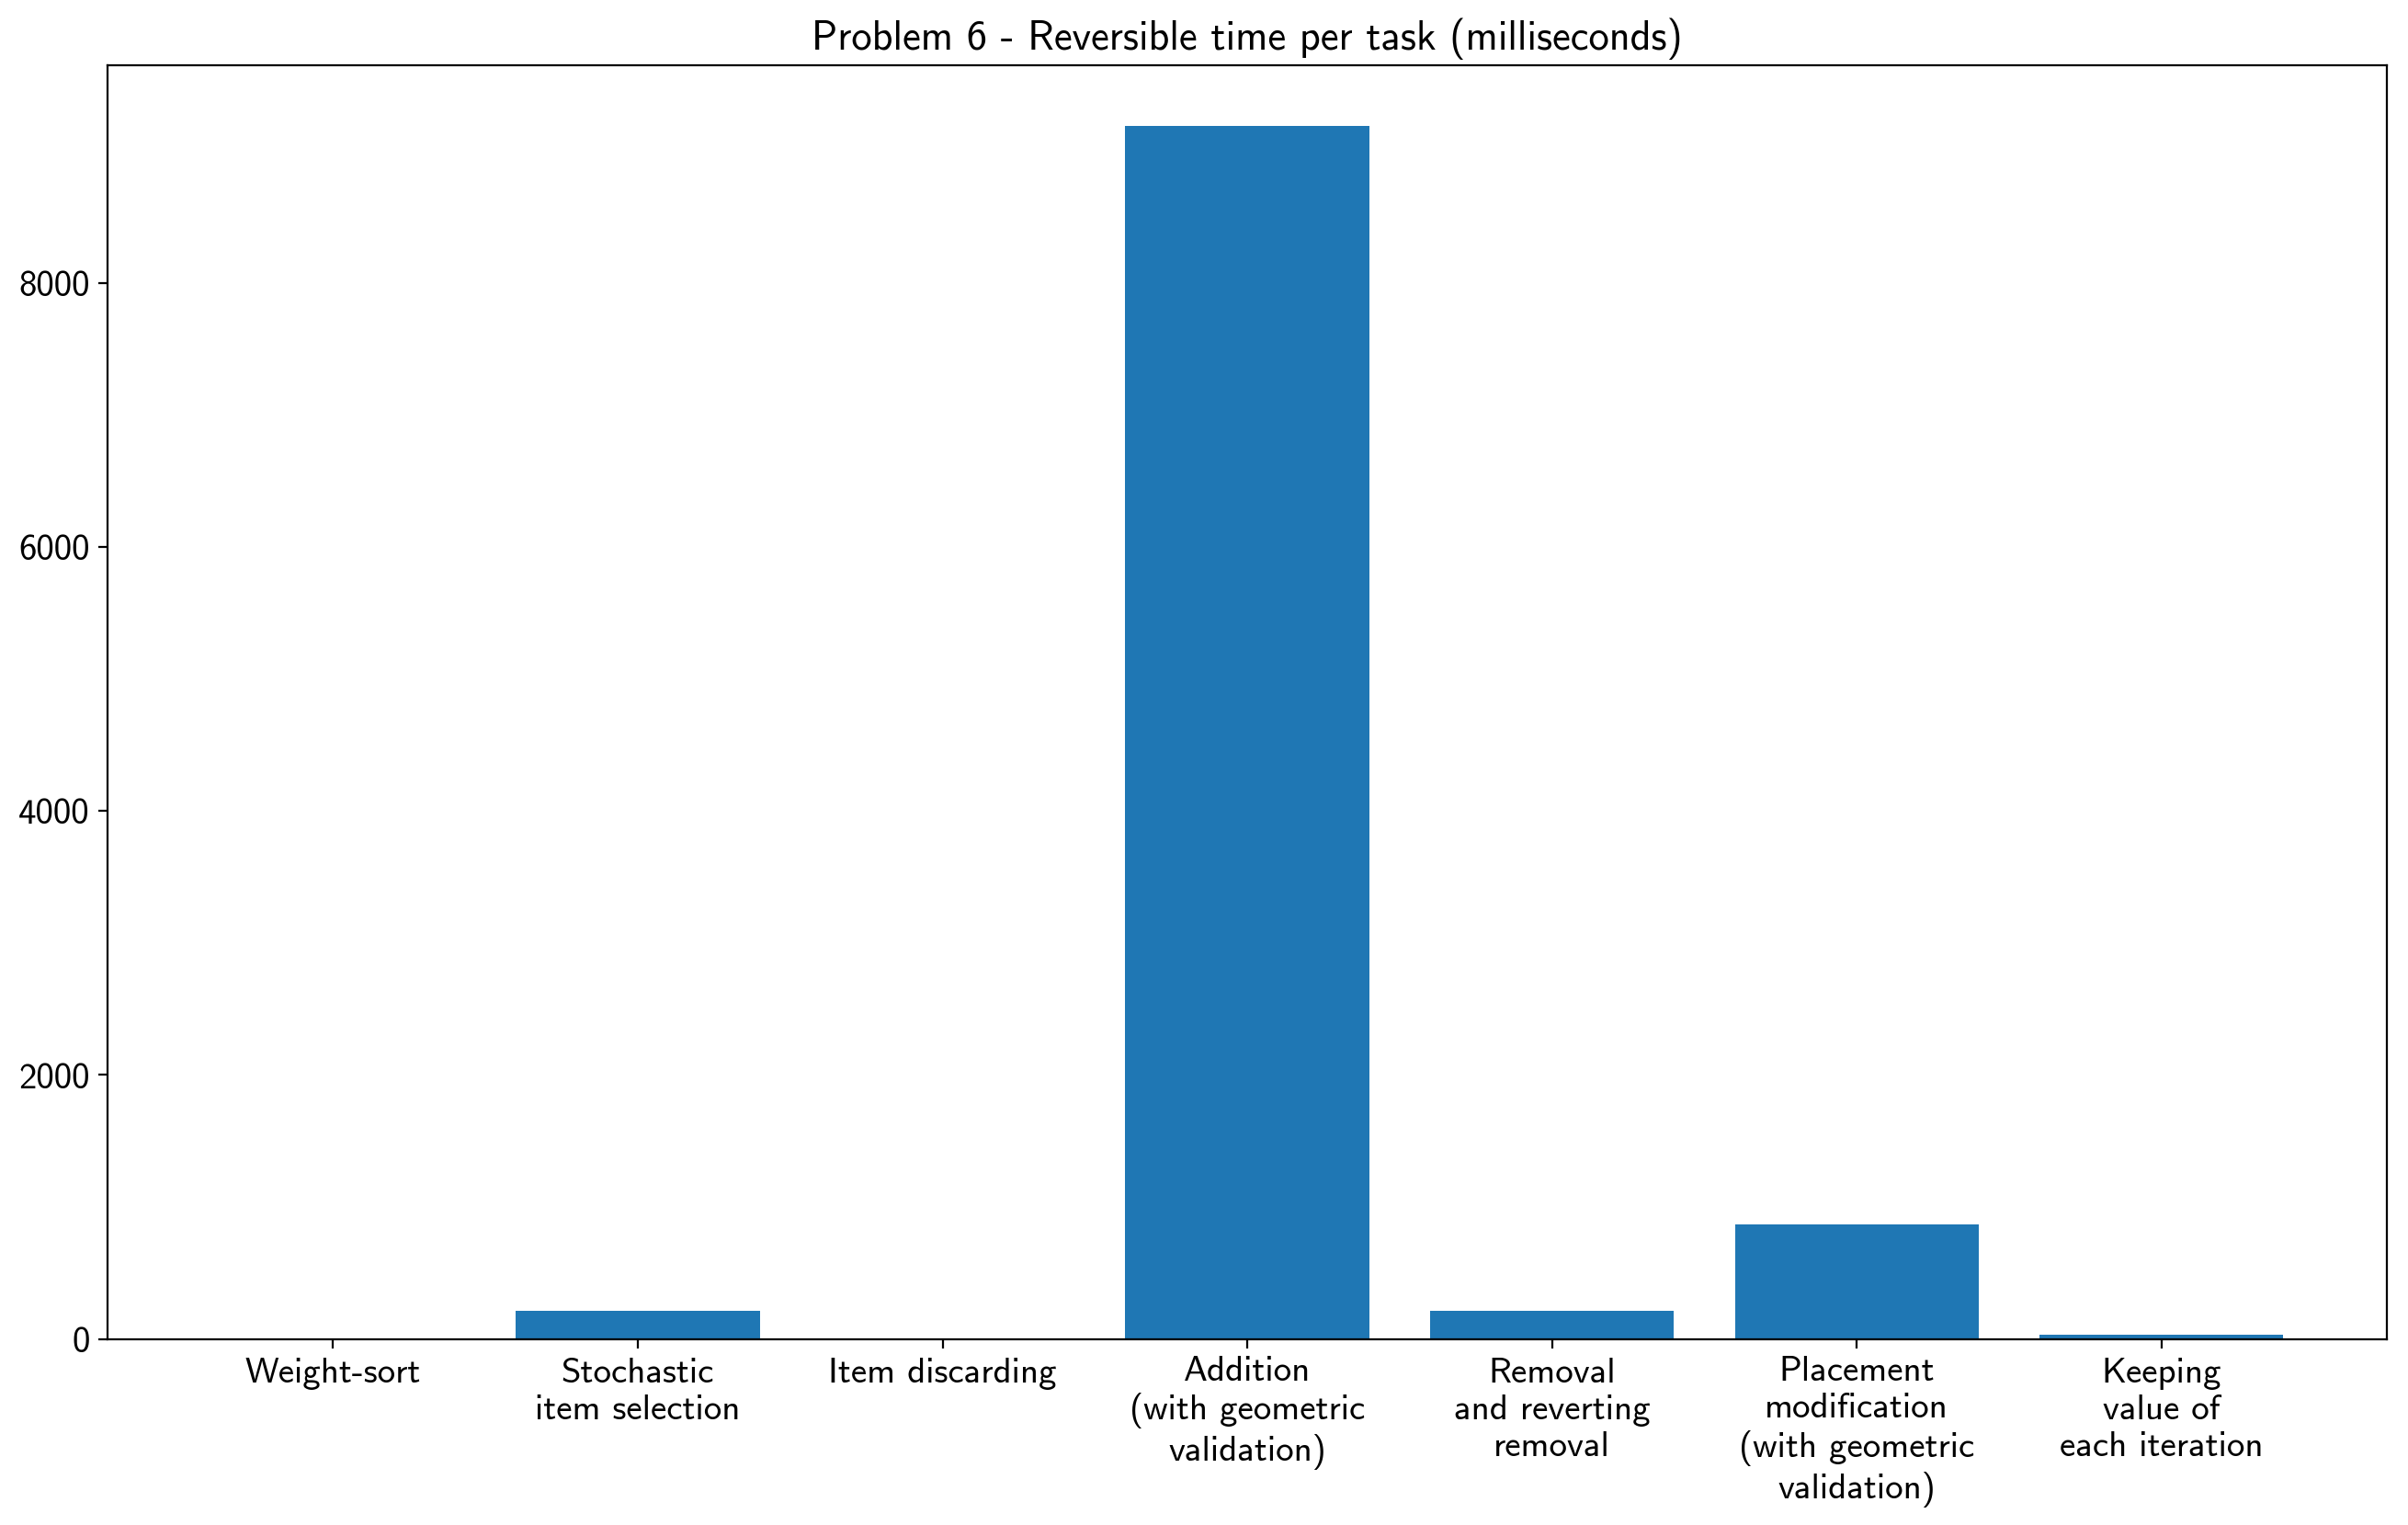 Problem 6 - Reversible time per task (milliseconds)
8000
6000
4000
2000
0
Weight-sort
Stochastic
item selection
Item discarding
Addition
(with geometric
validation)
Removal
and reverting
removal
Placement
modification
(with geometric
validation)
Keeping
value of
each iteration